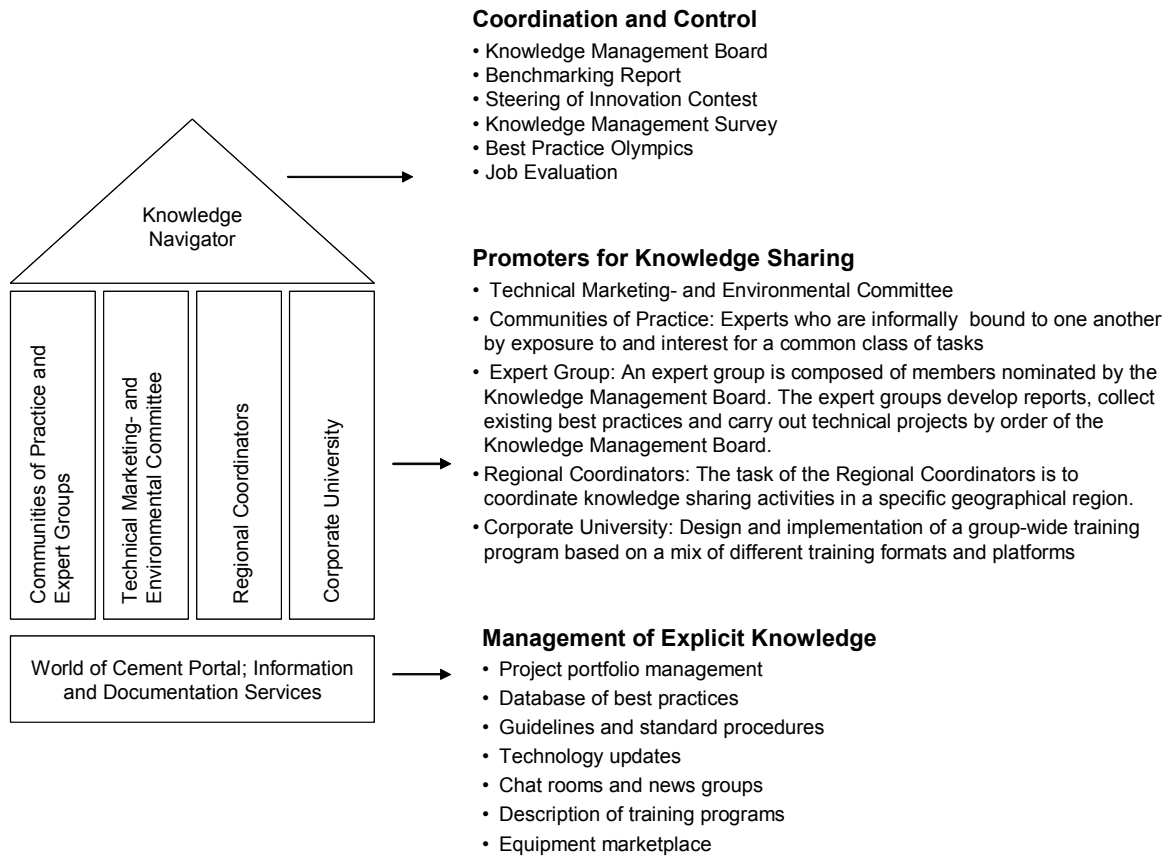 Coordination and Control
• Knowledge Management Board
• Benchmarking Report
• Steering of Innovation Contest
• Knowledge Management Survey
• Best Practice Olympics
• Job Evaluation
Knowledge
Navigator
Promoters for Knowledge Sharing
• Technical Marketing- and Environmental Committee
• Communities of Practice: Experts who are informally bound to one another
by exposure to and interest for a common class of tasks
• Expert Group: An expert group is composed of members nominated by the
Knowledge Management Board. The expert groups develop reports, collect
existing best practices and carry out technical projects by order of the
Knowledge Management Board.
• Regional Coordinators: The task of the Regional Coordinators is to
coordinate knowledge sharing activities in a specific geographical region.
• Corporate University: Design and implementation of a group-wide training
program based on a mix of different training formats and platforms
Communities of Practice and
Expert Groups
Technical Marketing- and
Environmental Committee
Regional Coordinators
Corporate University
World of Cement Portal; Information
and Documentation Services
Management of Explicit Knowledge
• Project portfolio management
• Database of best practices
• Guidelines and standard procedures
• Technology updates
• Chat rooms and news groups
• Description of training programs
• Equipment marketplace